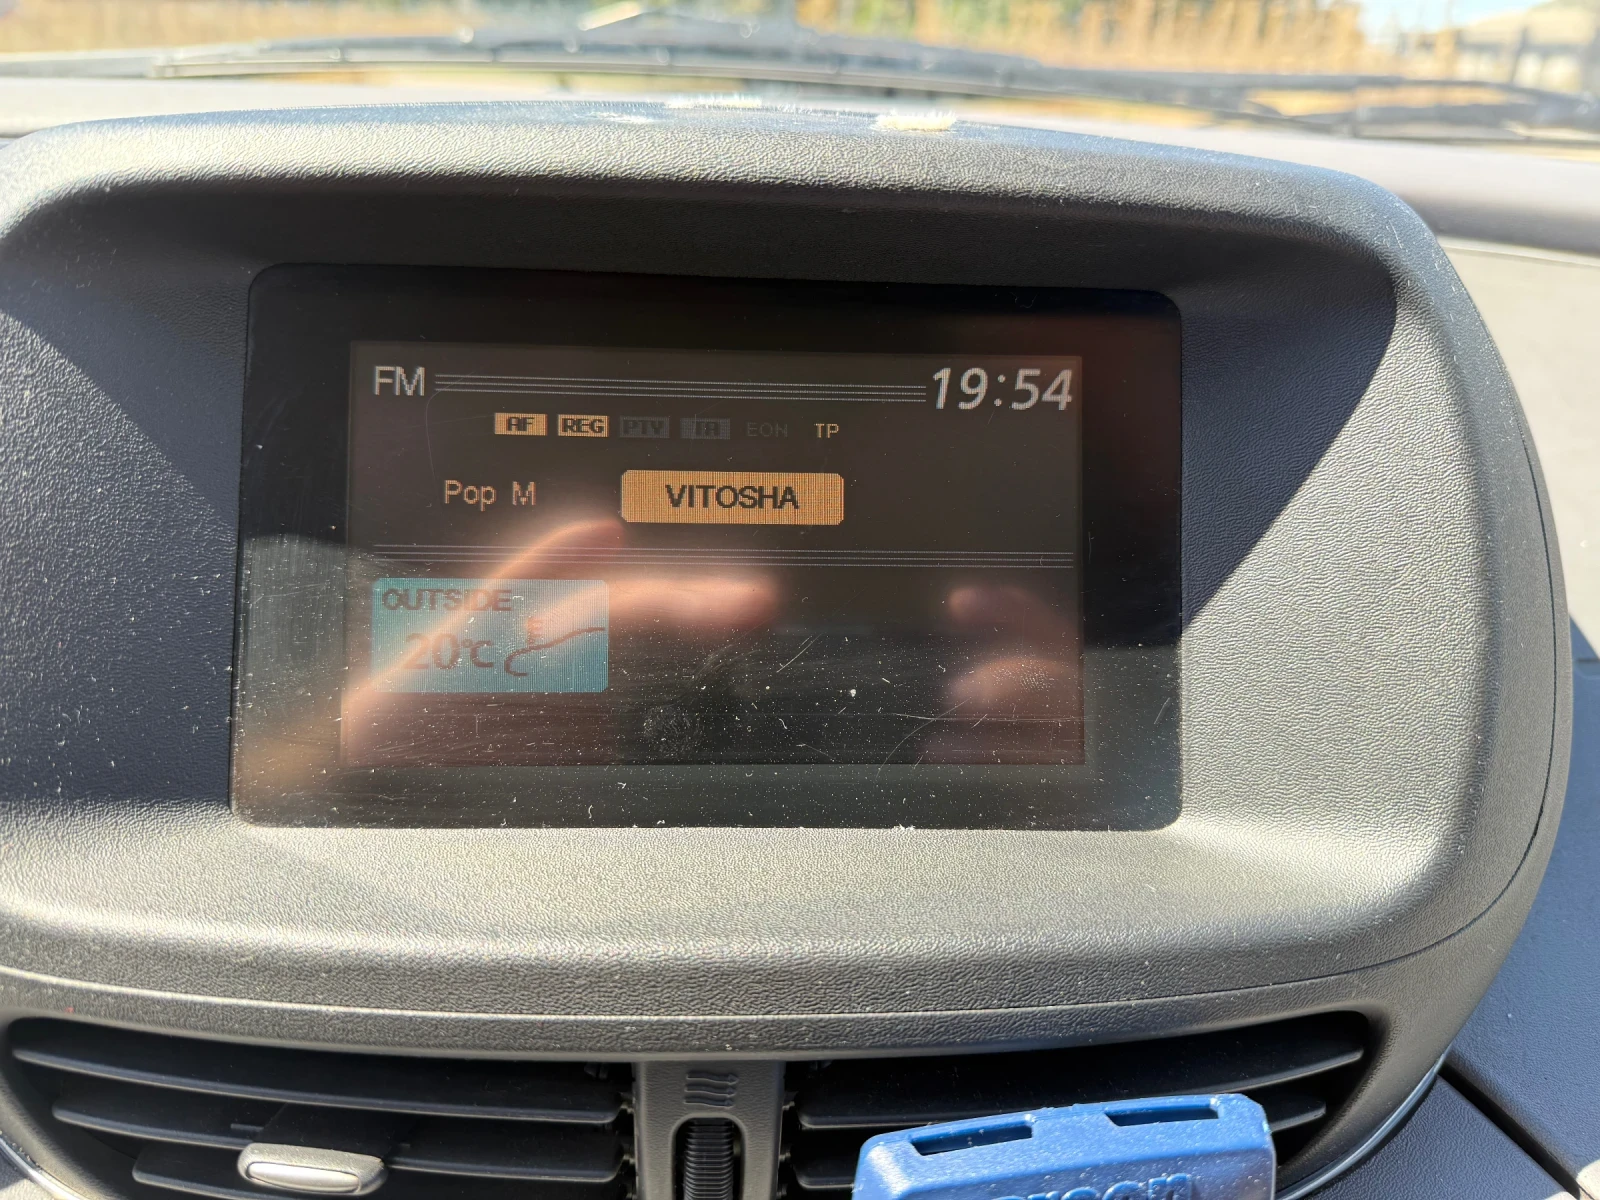 FM 19:54
AF REG PTY TA EON TP
Pop M VITOSHA
OUTSIDE
20°C